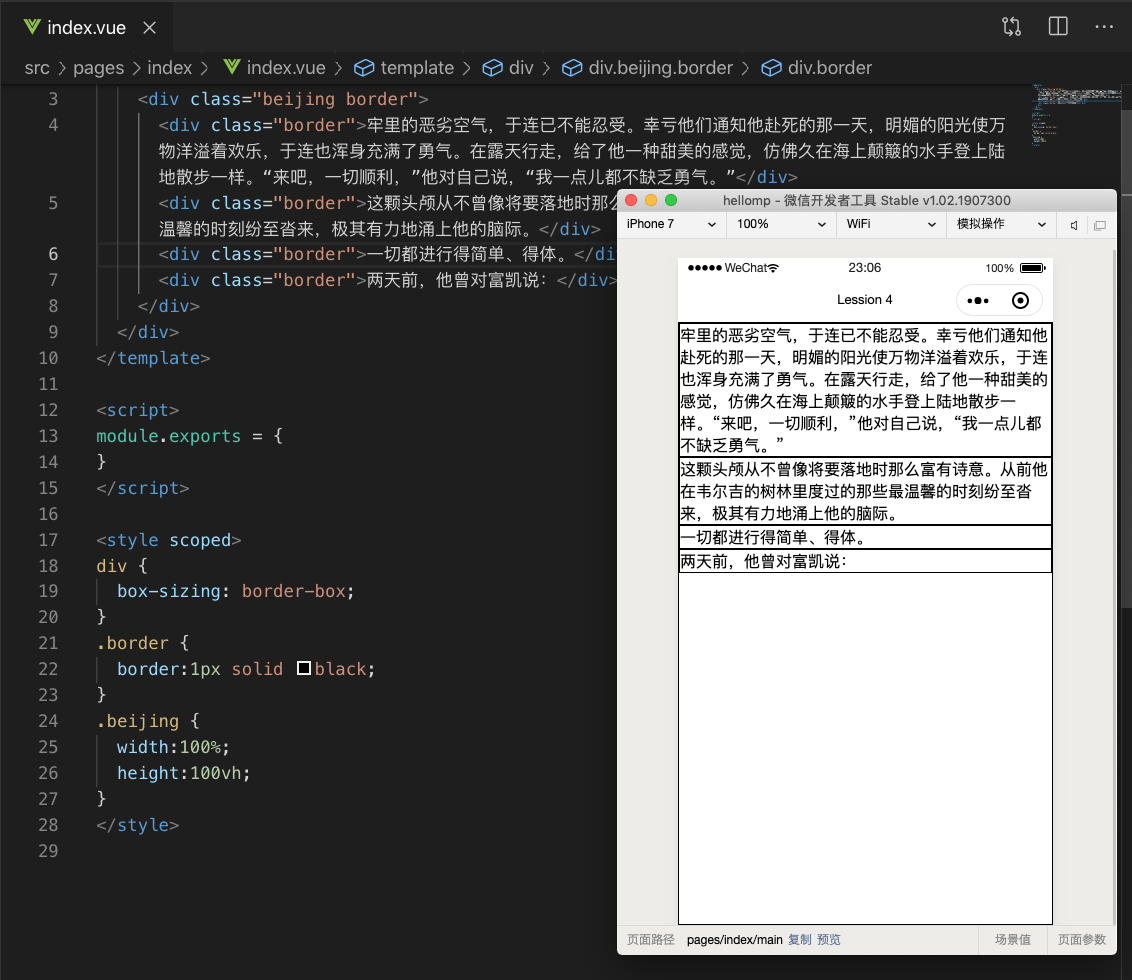 index.vue
src > pages > index > index.vue > template > div > div.beijing.border > div.border
3 <div class="beijing border">
4 <div class="border">牢里的恶劣空气，于连已不能忍受。幸亏他们通知他赴死的那一天，明媚的阳光使万
物洋溢着欢乐，于连也浑身充满了勇气。在露天行走，给了他一种甜美的感觉，仿佛久在海上颠簸的水手登上陆
地散步一样。“来吧，一切顺利，”他对自己说，“我一点儿都不缺乏勇气。”</div>
5 <div class="border">这颗头颅从不曾像将要落地时那么
温馨的时刻纷至沓来，极其有力地涌上他的脑际。</div>
6 <div class="border">一切都进行得简单、得体。</di
7 <div class="border">两天前，他曾对富凯说：</div>
8 </div>
9 </div>
10 </template>
11
12 <script>
13 module.exports = {
14 }
15 </script>
16
17 <style scoped>
18 div {
19 box-sizing: border-box;
20 }
21 .border {
22 border:1px solid black;
23 }
24 .beijing {
25 width:100%;
26 height:100vh;
27 }
28 </style>
29
hellomp - 微信开发者工具 Stable v1.02.1907300
iPhone 7 100% WiFi 模拟操作
WeChat 23:06 100%
Lession 4
牢里的恶劣空气，于连已不能忍受。幸亏他们通知他
赴死的那一天，明媚的阳光使万物洋溢着欢乐，于连
也浑身充满了勇气。在露天行走，给了他一种甜美的
感觉，仿佛久在海上颠簸的水手登上陆地散步一
样。“来吧，一切顺利，”他对自己说，“我一点儿都
不缺乏勇气。”
这颗头颅从不曾像将要落地时那么富有诗意。从前他
在韦尔吉的树林里度过的那些最温馨的时刻纷至沓
来，极其有力地涌上他的脑际。
一切都进行得简单、得体。
两天前，他曾对富凯说：
页面路径 pages/index/main 复制 预览 场景值 页面参数